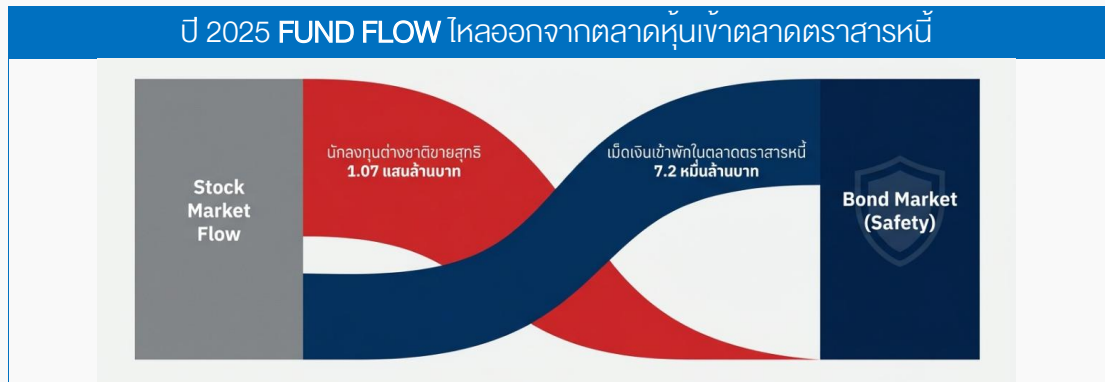 ปี 2025 FUND FLOW ไหลออกจากตลาดหุ้นเข้าตลาดตราสารหนี้
นักลงทุนต่างชาติขายสุทธิ
1.07 แสนล้านบาท
เม็ดเงินเข้าพักในตลาดตราสารหนี้
7.2 หมื่นล้านบาท
Stock
Market
Flow
Bond Market
(Safety)